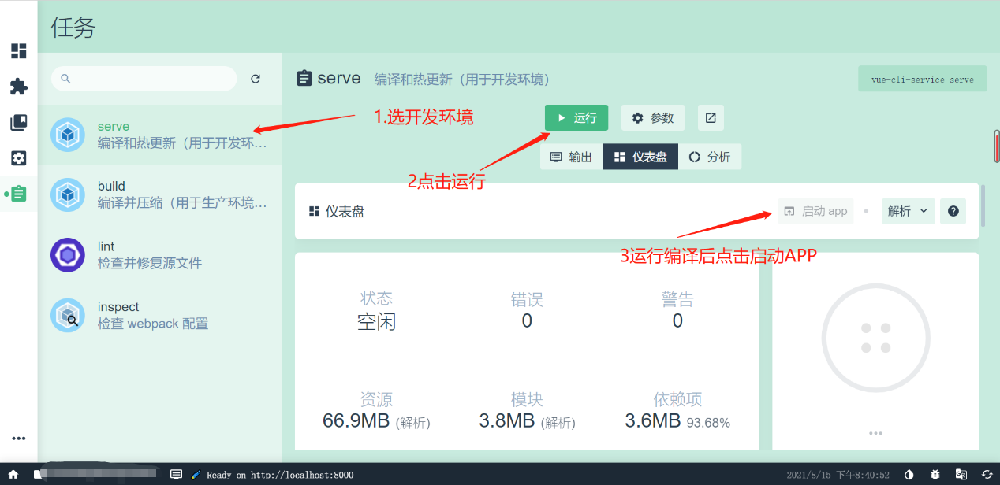 任务
serve
编译和热更新（用于开发环…
build
编译并压缩（用于生产环境…
lint
检查并修复源文件
inspect
检查 webpack 配置
serve 编译和热更新（用于开发环境）
vue-cli-service serve
1.选开发环境
运行 参数
输出 仪表盘 分析
2点击运行
仪表盘
启动 app 解析
3运行编译后点击启动APP
状态 错误 警告
空闲 0 0
资源 模块 依赖项
66.9MB (解析) 3.8MB (解析) 3.6MB 93.68%
Ready on http://localhost:8000
2021/8/15 下午8:40:52